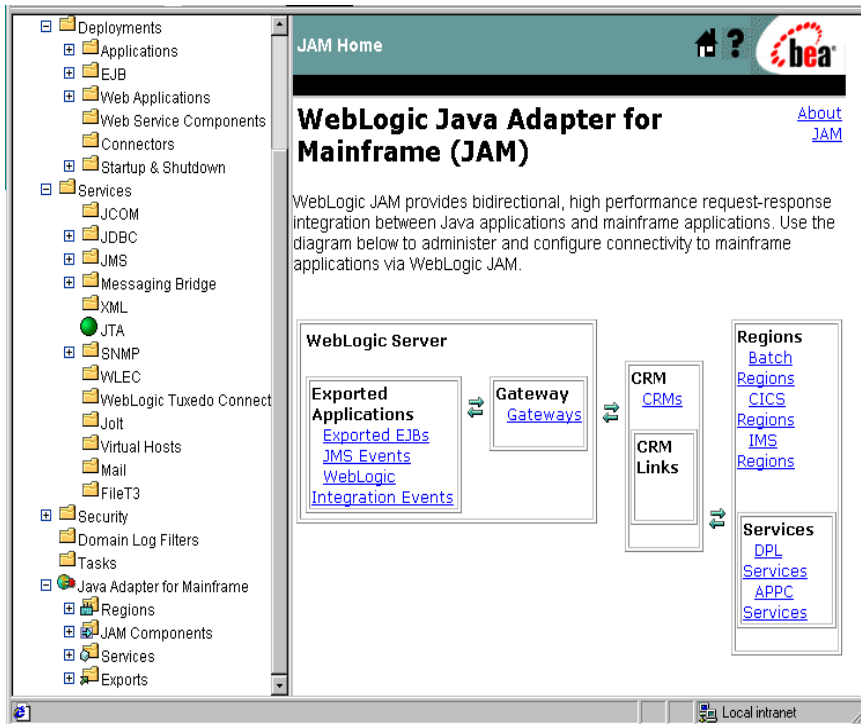 Deployments
Applications
EJB
Web Applications
Web Service Components
Connectors
Startup & Shutdown
Services
JCOM
JDBC
JMS
Messaging Bridge
XML
JTA
SNMP
WLEC
WebLogic Tuxedo Connect
Jolt
Virtual Hosts
Mail
FileT3
Security
Domain Log Filters
Tasks
Java Adapter for Mainframe
Regions
JAM Components
Services
Exports
JAM Home
?
bea
WebLogic Java Adapter for
Mainframe (JAM)
About
JAM
WebLogic JAM provides bidirectional, high performance request-response
integration between Java applications and mainframe applications. Use the
diagram below to administer and configure connectivity to mainframe
applications via WebLogic JAM.
WebLogic Server
Exported
Applications
Exported EJBs
JMS Events
WebLogic
Integration Events
Gateway
Gateways
CRM
CRMs
CRM
Links
Regions
Batch
Regions
CICS
Regions
IMS
Regions
Services
DPL
Services
APPC
Services
Local intranet